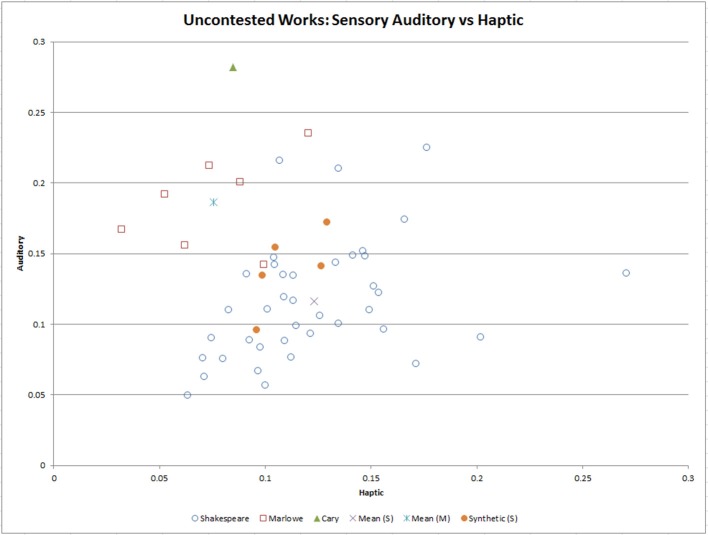 Uncontested Works: Sensory Auditory vs Haptic
0.3
0.25
0.2
0.15
0.1
0.05
0
Auditory
0 0.05 0.1 0.15 0.2 0.25 0.3
Haptic
Shakespeare Marlowe Cary Mean (S) Mean (M) Synthetic (S)